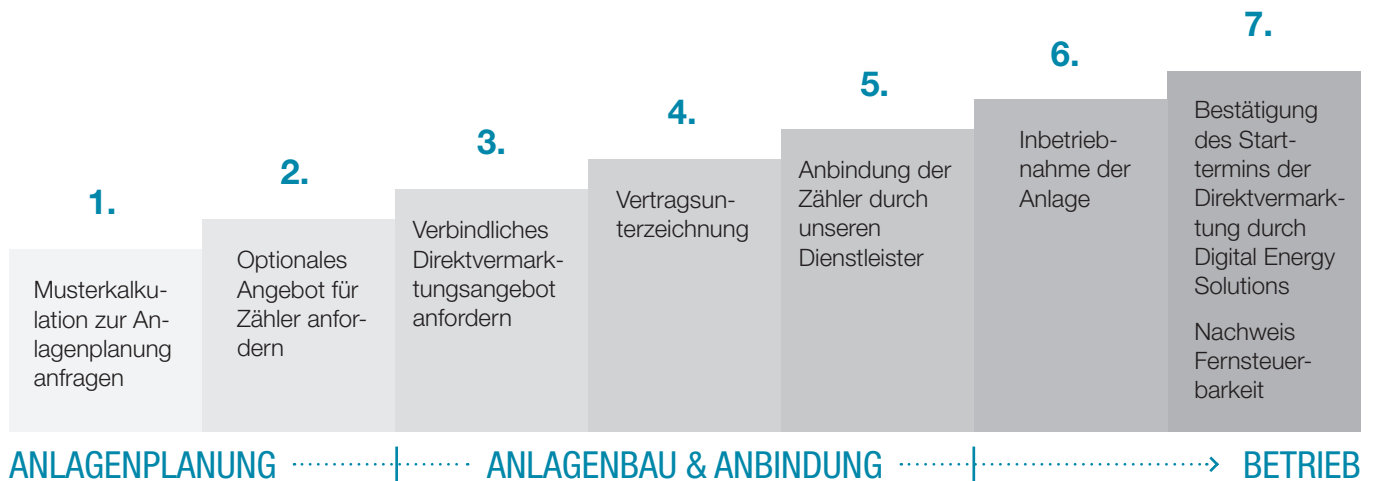 1.
Musterkalku-
lation zur An-
lagenplanung
anfragen
2.
Optionales
Angebot für
Zähler anfor-
dern
3.
Verbindliches
Direktvermark-
tungsangebot
anfordern
4.
Vertragsun-
terzeichnung
5.
Anbindung der
Zähler durch
unseren
Dienstleister
6.
Inbetrieb-
nahme der
Anlage
7.
Bestätigung
des Start-
termins der
Direktvermark-
tung durch
Digital Energy
Solutions
Nachweis
Fernsteuer-
barkeit
ANLAGENPLANUNG
ANLAGENBAU & ANBINDUNG
BETRIEB